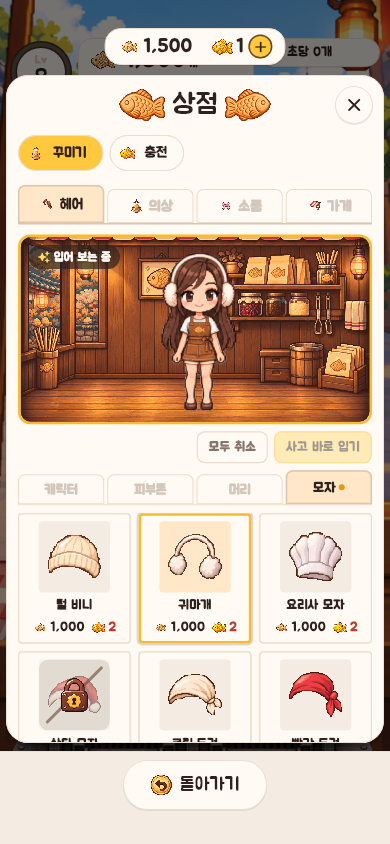 1,500 1
Lv
초당 0개
상점
꾸미기 충전
헤어 의상 소품 가게
입어 보는 중
모두 취소 사고 바로 입기
캐릭터 피부톤 머리 모자
털 비니 귀마개 요리사 모자
1,000 2 1,000 2 1,000 2
돌아가기